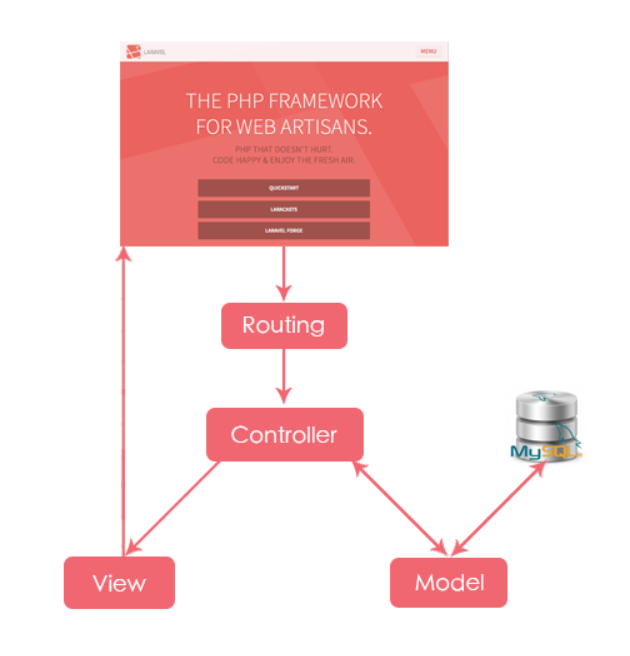 LARAVEL
MENU
THE PHP FRAMEWORK
FOR WEB ARTISANS.
PHP THAT DOESN'T HURT.
CODE HAPPY & ENJOY THE FRESH AIR.
QUICKSTART
LARACASTS
LARAVEL FORGE
Routing
Controller
MySQL
View
Model